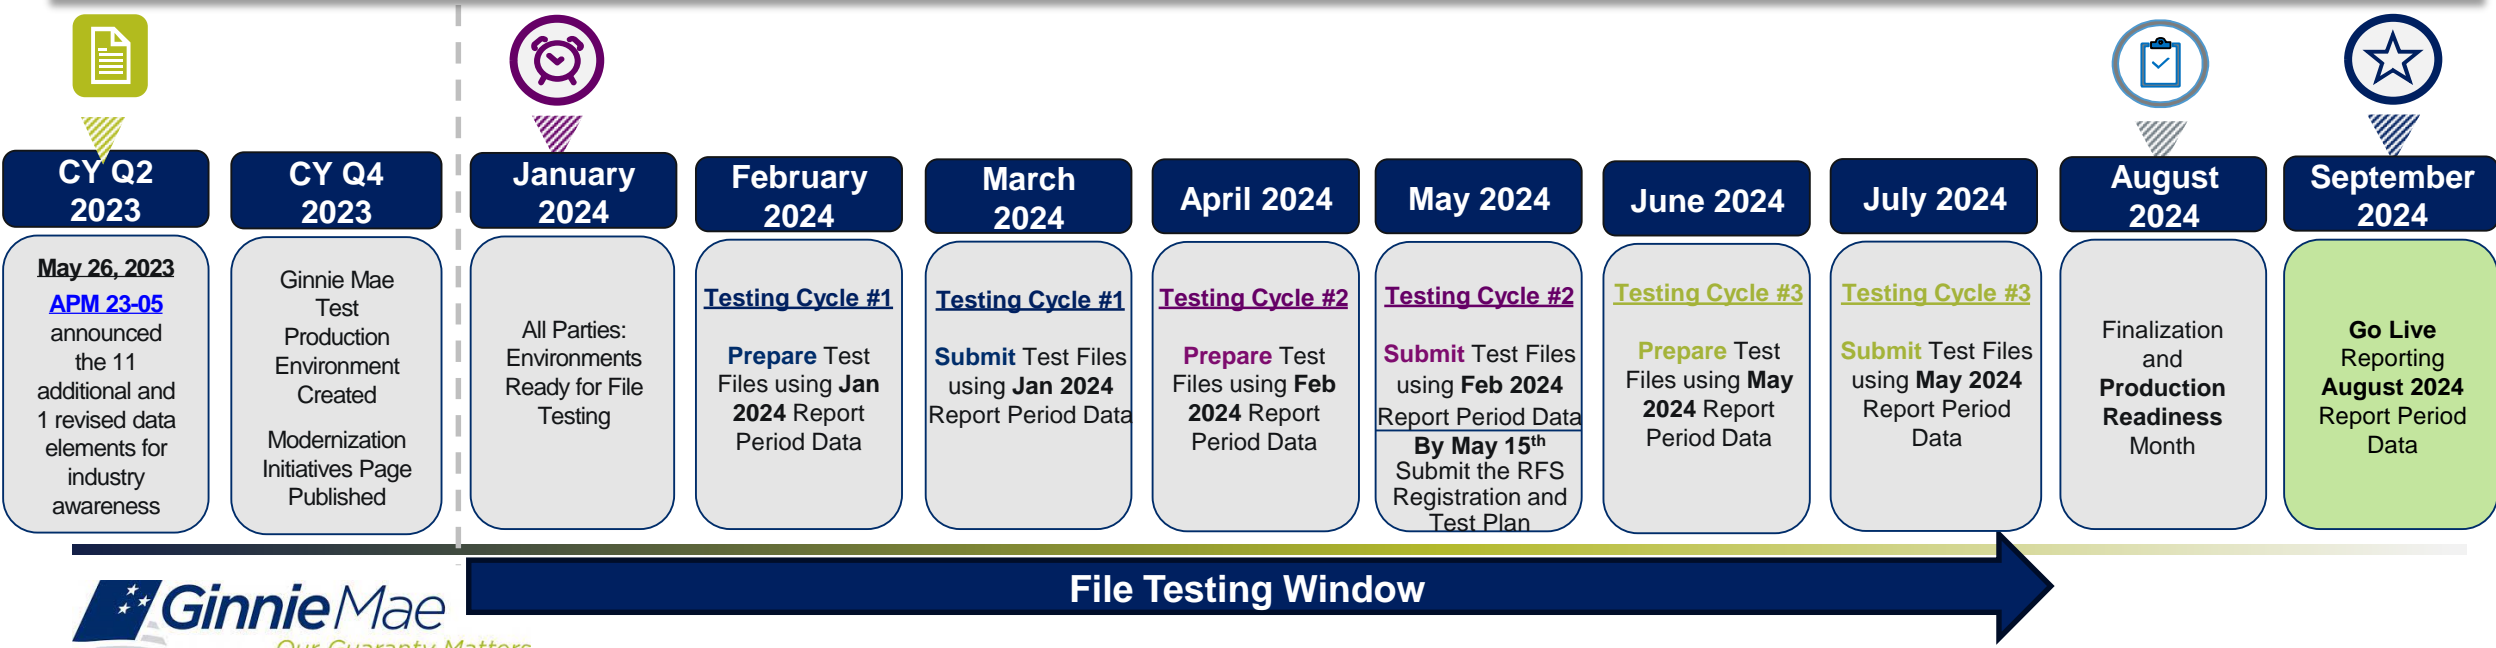 CY Q2
2023
May 26, 2023
APM 23-05
announced
the 11
additional and
1 revised data
elements for
industry
awareness
CY Q4
2023
Ginnie Mae
Test
Production
Environment
Created
Modernization
Initiatives Page
Published
January
2024
All Parties:
Environments
Ready for File
Testing
February
2024
Testing Cycle #1
Prepare Test
Files using Jan
2024 Report
Period Data
March
2024
Testing Cycle #1
Submit Test Files
using Jan 2024
Report Period Data
April 2024
Testing Cycle #2
Prepare Test
Files using Feb
2024 Report
Period Data
May 2024
Testing Cycle #2
Submit Test Files
using Feb 2024
Report Period Data
By May 15th
Submit the RFS
Registration and
Test Plan
June 2024
Testing Cycle #3
Prepare Test
Files using May
2024 Report
Period Data
July 2024
Testing Cycle #3
Submit Test Files
using May 2024
Report Period
Data
August
2024
Finalization
and
Production
Readiness
Month
September
2024
Go Live
Reporting
August 2024
Report Period
Data
File Testing Window
GinnieMae
Our Guaranty Matters